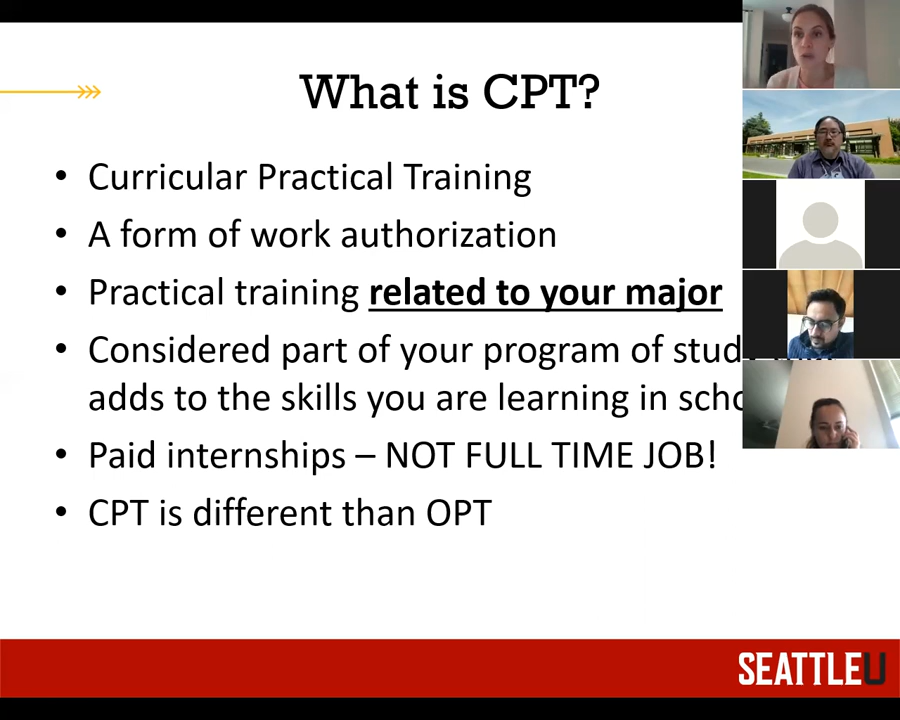 What is CPT?
• Curricular Practical Training
• A form of work authorization
• Practical training related to your major
• Considered part of your program of
adds to the skills you are learning in
• Paid internships – NOT FULL TIME JOB!
• CPT is different than OPT
SEATTLEU